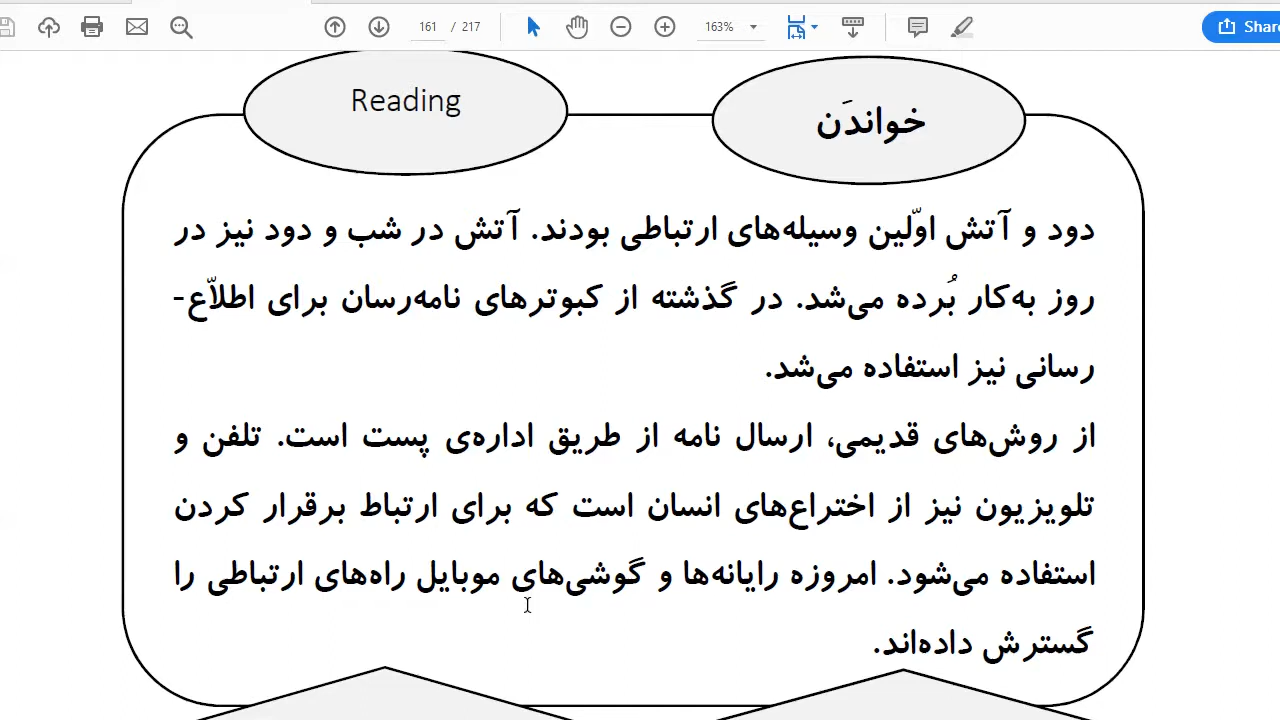 161 / 217
163%
Share
Reading
خواندَن
دود و آتش اوّلین وسیله‌های ارتباطی بودند. آتش در شب و دود نیز در
روز به‌کار بُرده می‌شد. در گذشته از کبوترهای نامه‌رسان برای اطلاّع-
رسانی نیز استفاده می‌شد.
از روش‌های قدیمی، ارسال نامه از طریق اداره‌ی پست است. تلفن و
تلویزیون نیز از اختراع‌های انسان است که برای ارتباط برقرار کردن
استفاده می‌شود. امروزه رایانه‌ها و گوشی‌های موبایل راه‌های ارتباطی را
گسترش داده‌اند.